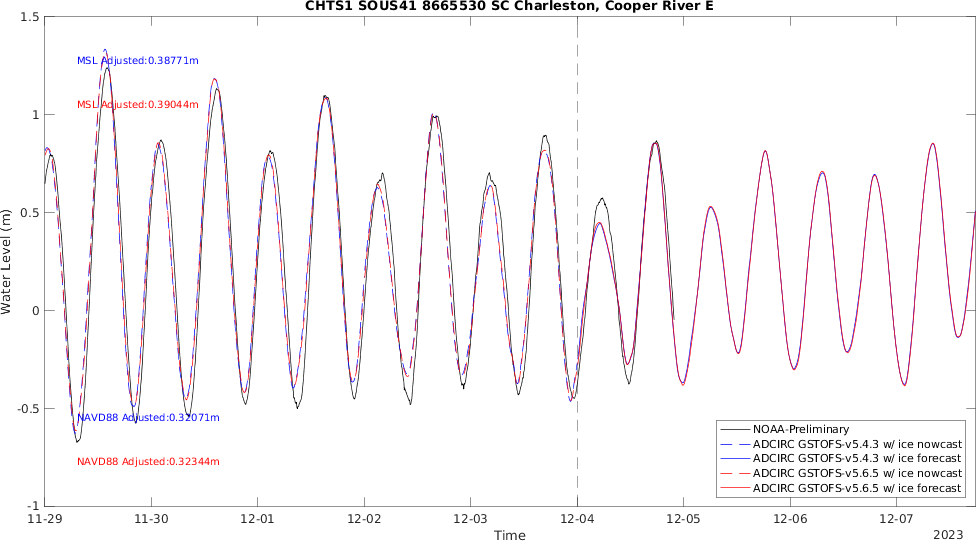 CHTS1 SOUS41 8665530 SC Charleston, Cooper River E
1.5
1
0.5
0
-0.5
-1
Water Level (m)
MSL Adjusted:0.38771m
MSL Adjusted:0.39044m
NAVD88 Adjusted:0.32071m
NAVD88 Adjusted:0.32344m
NOAA-Preliminary
ADCIRC GSTOFS-v5.4.3 w/ ice nowcast
ADCIRC GSTOFS-v5.4.3 w/ ice forecast
ADCIRC GSTOFS-v5.6.5 w/ ice nowcast
ADCIRC GSTOFS-v5.6.5 w/ ice forecast
11-29 11-30 12-01 12-02 12-03 12-04 12-05 12-06 12-07
Time
2023